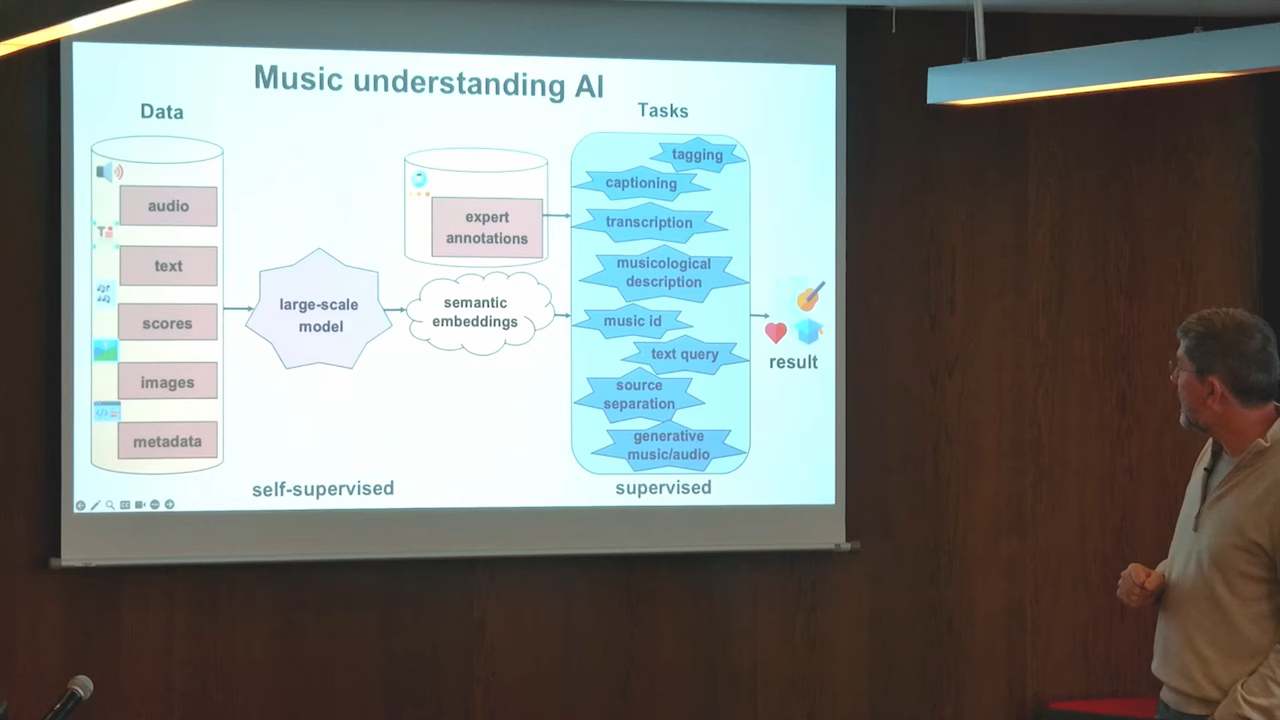 Music understanding AI
Data
audio
text
scores
images
metadata
large-scale
model
self-supervised
expert
annotations
semantic
embeddings
Tasks
tagging
captioning
transcription
musicological
description
music id
text query
source
separation
generative
music/audio
supervised
result